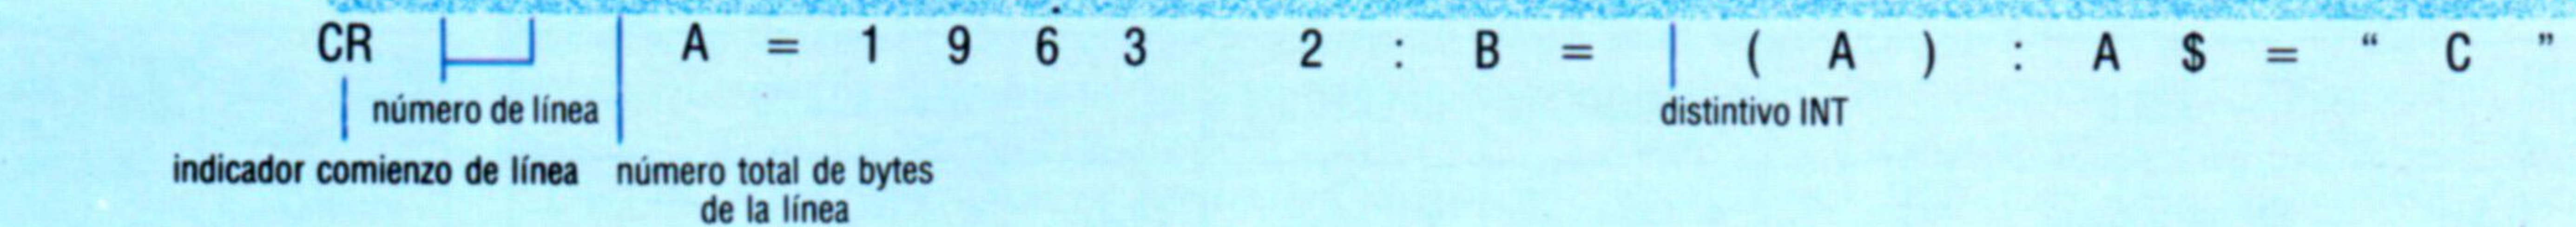 CR A = 1 9 6 3 2 : B = ( A ) : A $ = “ C ”
número de línea
distintivo INT
indicador comienzo de línea
número total de bytes
de la línea